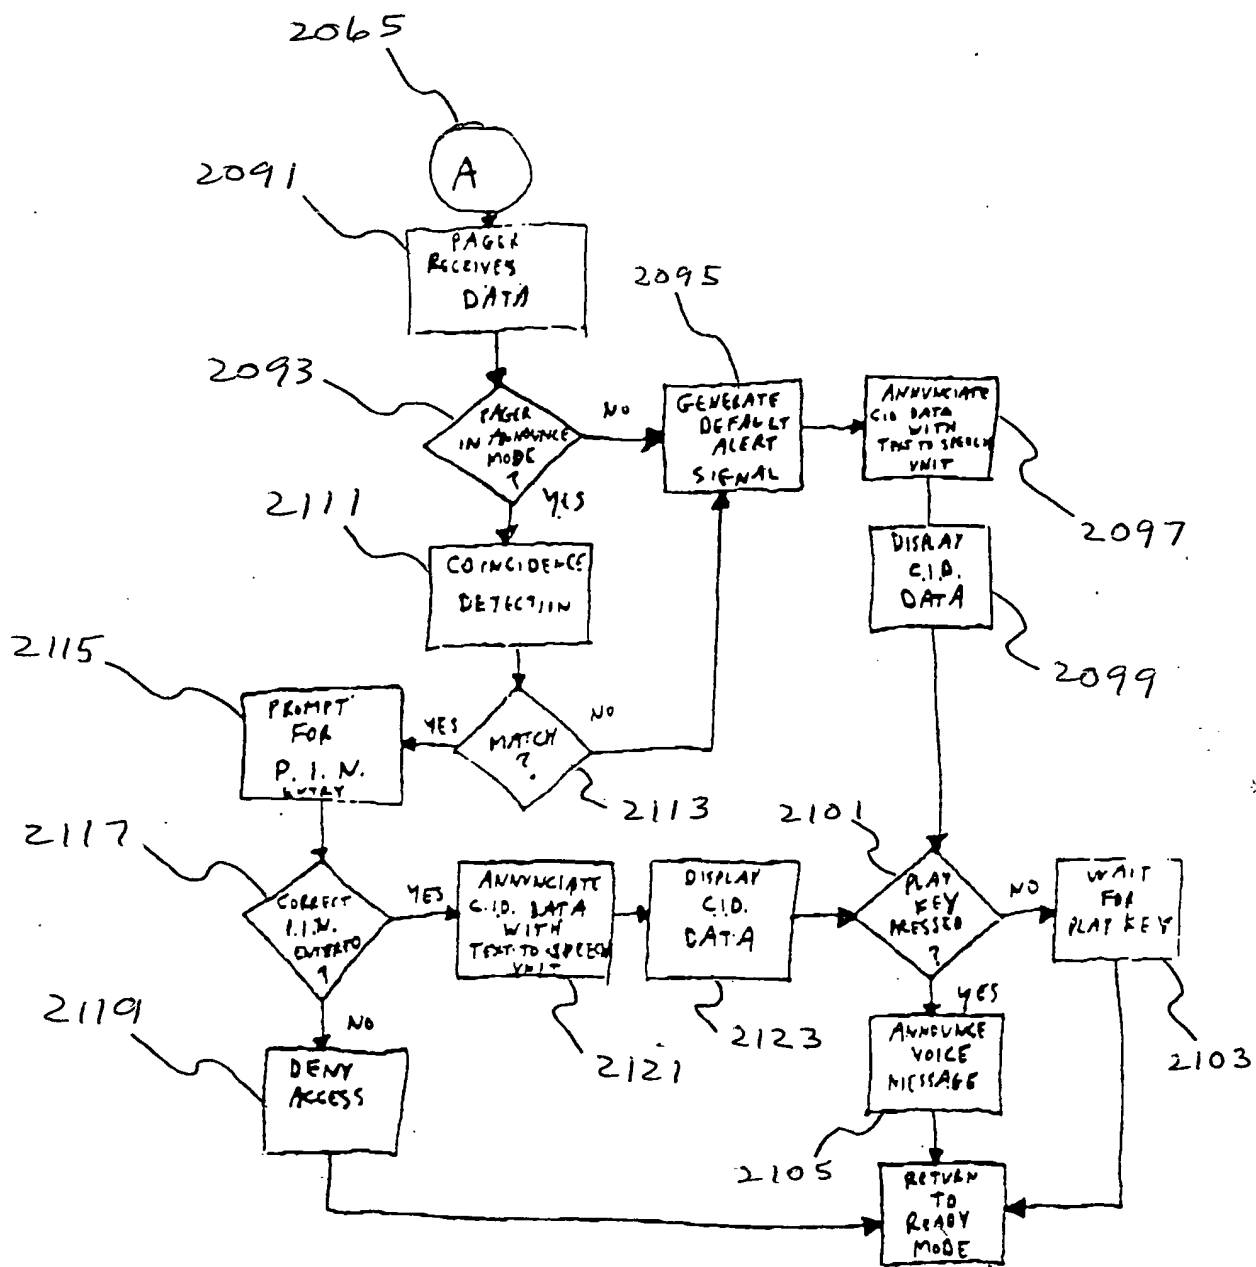 2065
A
2091
PAGER
RECEIVES
DATA
2095
2093
PAGER
IN ANNOUNCE
MODE
?
NO
YES
GENERATE
DEFAULT
ALERT
SIGNAL
ANNUNCIATE
C.I.D. DATA
WITH
TEXT TO SPEECH
UNIT
2097
2111
COINCIDENCE
DETECTION
DISPLAY
C.I.D.
DATA
2099
2115
PROMPT
FOR
P. I. N.
ENTRY
YES
MATCH
?
NO
2113
2117
CORRECT
P.I.N.
ENTERED
?
YES
NO
ANNUNCIATE
C.I.D. DATA
WITH
TEXT TO SPEECH
UNIT
2121
DISPLAY
C.I.D.
DATA
2123
2101
PLAY
KEY
PRESSED
?
NO
YES
WAIT
FOR
PLAY KEY
2103
2119
DENY
ACCESS
ANNOUNCE
VOICE
MESSAGE
2105
RETURN
TO
READY
MODE